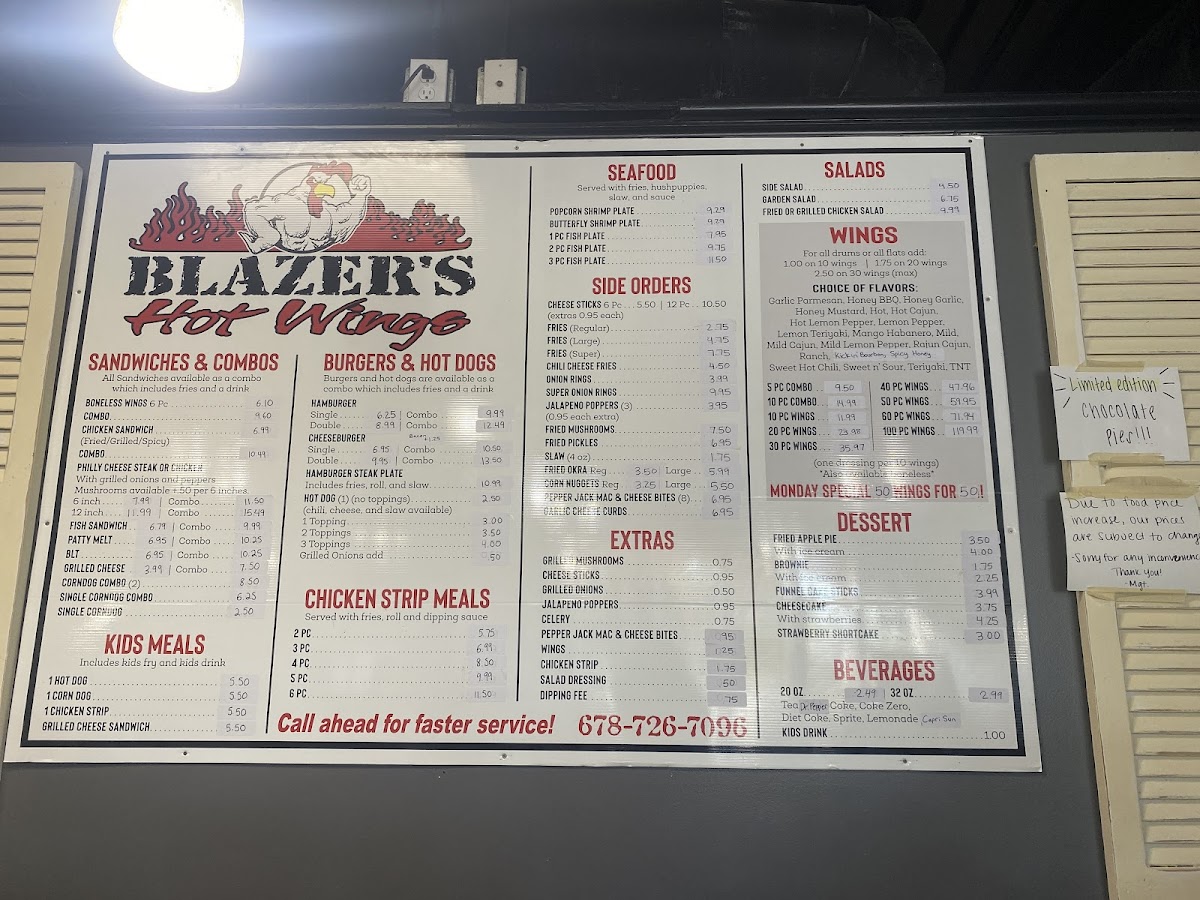 BLAZER'S
Hot Wings
SANDWICHES & COMBOS
All Sandwiches available as a combo
which includes fries and a drink
BONELESS WINGS 6 Pc 6.10
COMBO 9.60
CHICKEN SANDWICH 6.99
(Fried/Grilled/Spicy)
COMBO 10.99
PHILLY CHEESE STEAK OR CHICKEN
With grilled onions and peppers
Mushrooms available +.50 per 6 inches
6 inch 7.99 | Combo 11.50
12 inch 11.99 | Combo 15.49
FISH SANDWICH 6.79 | Combo 9.99
PATTY MELT 6.95 | Combo 10.25
BLT 6.95 | Combo 10.25
GRILLED CHEESE 3.99 | Combo 7.50
CORNDOG COMBO (2) 8.50
SINGLE CORNDOG COMBO 6.25
SINGLE CORNDOG 2.50
KIDS MEALS
Includes kids fry and kids drink
1 HOT DOG 5.50
1 CORN DOG 5.50
1 CHICKEN STRIP 5.50
GRILLED CHEESE SANDWICH 5.50
BURGERS & HOT DOGS
Burgers and hot dogs are available as a
combo which includes fries and a drink
HAMBURGER
Single 6.25 | Combo 9.99
Double 8.99 | Combo 12.49
CHEESEBURGER
Single 6.95 | Combo 10.50
Double 9.95 | Combo 13.50
HAMBURGER STEAK PLATE
Includes fries, roll, and slaw 10.99
HOT DOG (1) (no toppings) 2.50
(chili, cheese, and slaw available)
1 Topping 3.00
2 Toppings 3.50
3 Toppings 4.00
Grilled Onions add .50
CHICKEN STRIP MEALS
Served with fries, roll and dipping sauce
2 PC 5.75
3 PC 6.99
4 PC 8.50
5 PC 9.99
6 PC 11.50
Call ahead for faster service! 678-726-7096
SEAFOOD
Served with fries, hushpuppies,
slaw, and sauce
POPCORN SHRIMP PLATE 9.29
BUTTERFLY SHRIMP PLATE 9.29
1 PC FISH PLATE 7.95
2 PC FISH PLATE 9.75
3 PC FISH PLATE 11.50
SIDE ORDERS
CHEESE STICKS 6 Pc ... 5.50 | 12 Pc .. 10.50
(extras 0.95 each)
FRIES (Regular) 2.75
FRIES (Large) 4.75
FRIES (Super) 7.75
CHILI CHEESE FRIES 4.50
ONION RINGS 3.99
SUPER ONION RINGS 9.95
JALAPENO POPPERS (3) 3.95
(0.95 each extra)
FRIED MUSHROOMS 7.50
FRIED PICKLES 6.95
SLAW (4 oz) 1.75
FRIED OKRA Reg 3.50 | Large 5.99
CORN NUGGETS Reg 3.25 | Large 5.50
PEPPER JACK MAC & CHEESE BITES (8) 6.95
GARLIC CHEESE CURDS 6.95
EXTRAS
GRILLED MUSHROOMS 0.75
CHEESE STICKS 0.95
GRILLED ONIONS 0.50
JALAPENO POPPERS 0.95
CELERY 0.75
PEPPER JACK MAC & CHEESE BITES 0.95
WINGS 1.25
CHICKEN STRIP 1.75
SALAD DRESSING .50
DIPPING FEE .75
SALADS
SIDE SALAD 4.50
GARDEN SALAD 6.75
FRIED OR GRILLED CHICKEN SALAD 9.99
WINGS
For all drums or all flats add:
1.00 on 10 wings | 1.75 on 20 wings
2.50 on 30 wings (max)
CHOICE OF FLAVORS:
Garlic Parmesan, Honey BBQ, Honey Garlic,
Honey Mustard, Hot, Hot Cajun,
Hot Lemon Pepper, Lemon Pepper,
Lemon Teriyaki, Mango Habanero, Mild,
Mild Cajun, Mild Lemon Pepper, Rajun Cajun,
Ranch, Kickin' Bourbon, Spicy Honey
Sweet Hot Chili, Sweet n' Sour, Teriyaki, TNT
5 PC COMBO 9.50 40 PC WINGS 47.96
10 PC COMBO 14.99 50 PC WINGS 59.95
10 PC WINGS 11.99 60 PC WINGS 71.94
20 PC WINGS 23.98 100 PC WINGS 119.99
30 PC WINGS 35.97
(one dressing per 10 wings)
*Also available boneless*
MONDAY SPECIAL 50 WINGS FOR 50!
DESSERT
FRIED APPLE PIE 3.50
With ice cream 4.00
BROWNIE 1.75
With ice cream 2.25
FUNNEL CAKE STICKS 3.99
CHEESECAKE 3.75
With strawberries 4.25
STRAWBERRY SHORTCAKE 3.00
BEVERAGES
20 OZ 2.49 | 32 OZ 2.99
Tea Dr. Pepper Coke, Coke Zero,
Diet Coke, Sprite, Lemonade Capri Sun
KIDS DRINK 1.00
Limited edition
Chocolate
Pies!!!
Due to food price
increase, our prices
are subject to change
-Sorry for any inconvenience
Thank you!
-Mgt.